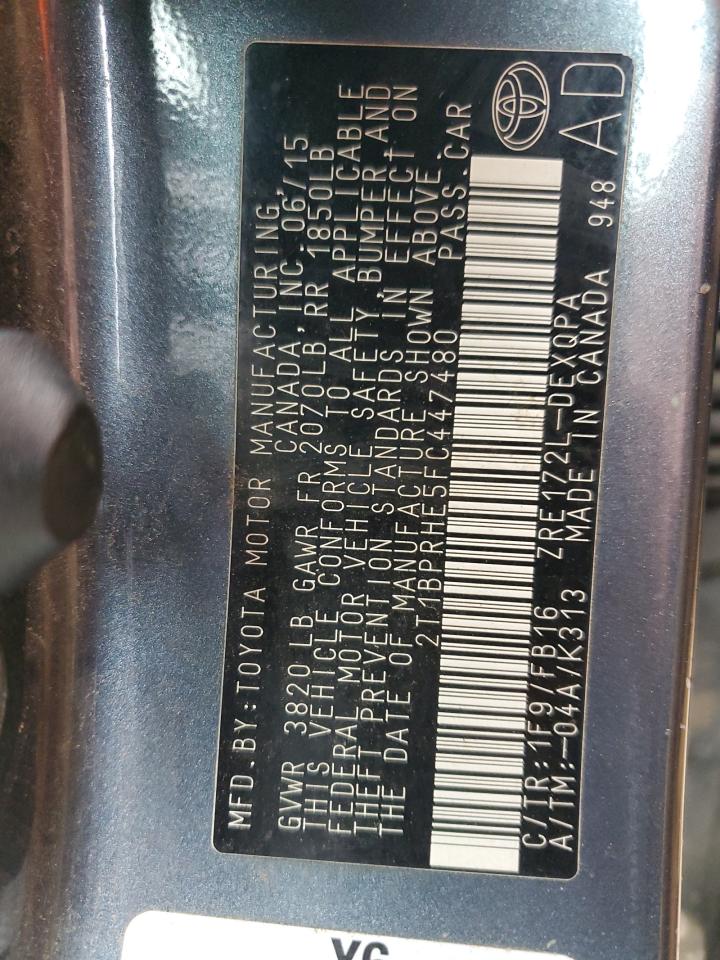 MFD.BY:TOYOTA MOTOR MANUFACTURING
CANADA,INC.06/15
GVWR 3820 LB GAWR FR 2070LB,RR 1850LB
THIS VEHICLE CONFORMS TO ALL APPLICABLE
FEDERAL MOTOR VEHICLE SAFETY, BUMPER,AND
THEFT PREVENTION STANDARDS IN EFFECT ON
THE DATE OF MANUFACTURE SHOWN ABOVE.
2T1BPRHE5FC447480 PASS.CAR
C/TR:1F9/FB16 ZRE172L-DEXQPA
A/TM:-04A/K313 MADE IN CANADA 948
AD